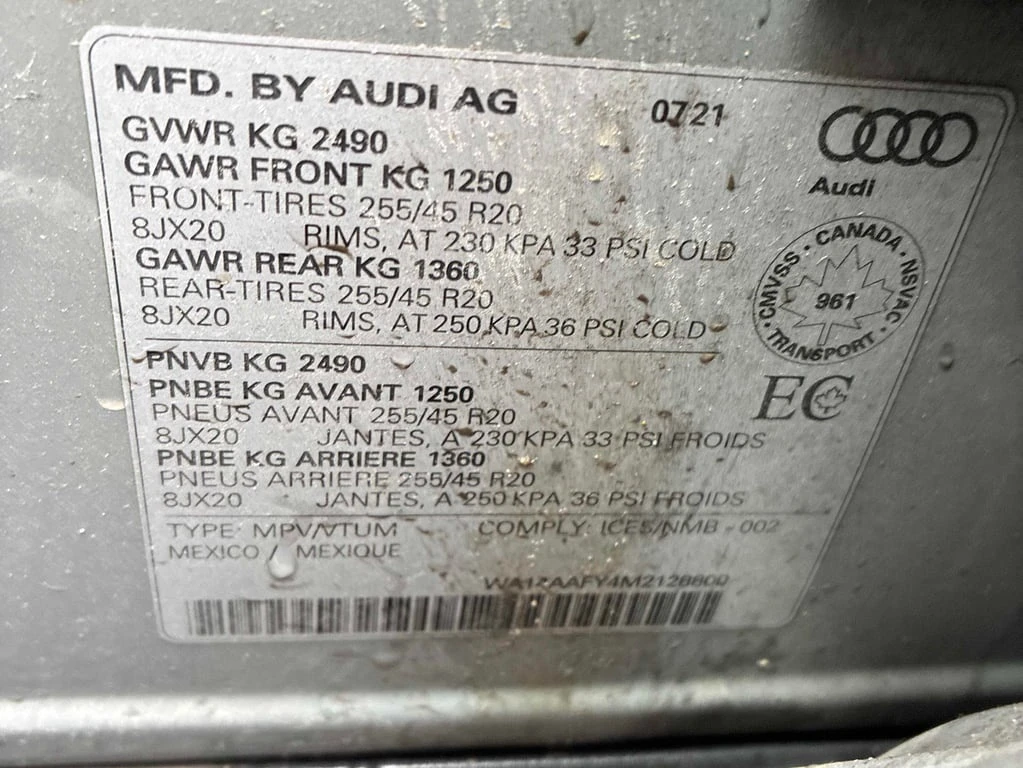 MFD. BY AUDI AG 07 21
Audi
GVWR KG 2490
GAWR FRONT KG 1250
FRONT-TIRES 255/45 R20
8JX20 RIMS, AT 230 KPA 33 PSI COLD
GAWR REAR KG 1360
REAR-TIRES 255/45 R20
8JX20 RIMS, AT 250 KPA 36 PSI COLD
CMVSS · CANADA · NSVAC · TRANSPORT
961
PNVB KG 2490
PNBE KG AVANT 1250
PNEUS AVANT 255/45 R20
EC
8JX20 JANTES, A 230 KPA 33 PSI FROIDS
PNBE KG ARRIERE 1360
PNEUS ARRIERE 255/45 R20
8JX20 JANTES, A 250 KPA 36 PSI FROIDS
TYPE: MPV/VTUM COMPLY: ICES/NMB - 002
MEXICO / MEXIQUE